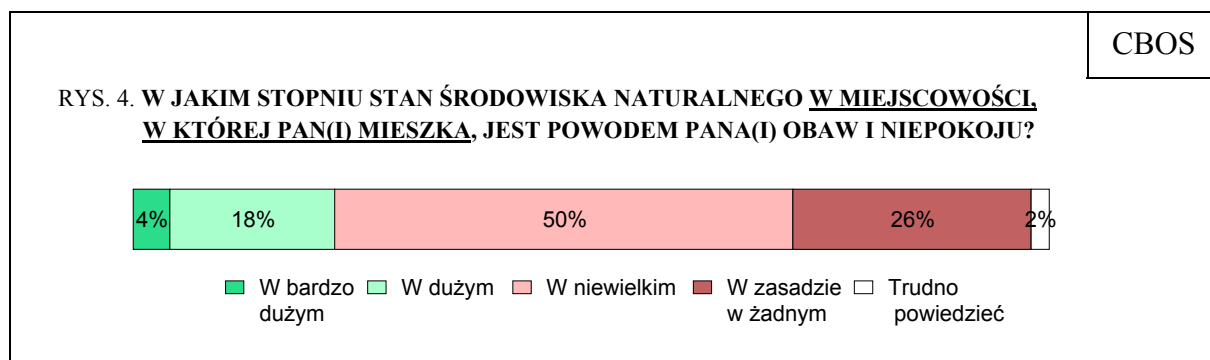 CBOS
RYS. 4. W JAKIM STOPNIU STAN ŚRODOWISKA NATURALNEGO W MIEJSCOWOŚCI,
W KTÓREJ PAN(I) MIESZKA, JEST POWODEM PANA(I) OBAW I NIEPOKOJU?
4% 18% 50% 26% 2%
W bardzo dużym
W dużym
W niewielkim
W zasadzie w żadnym
Trudno powiedzieć